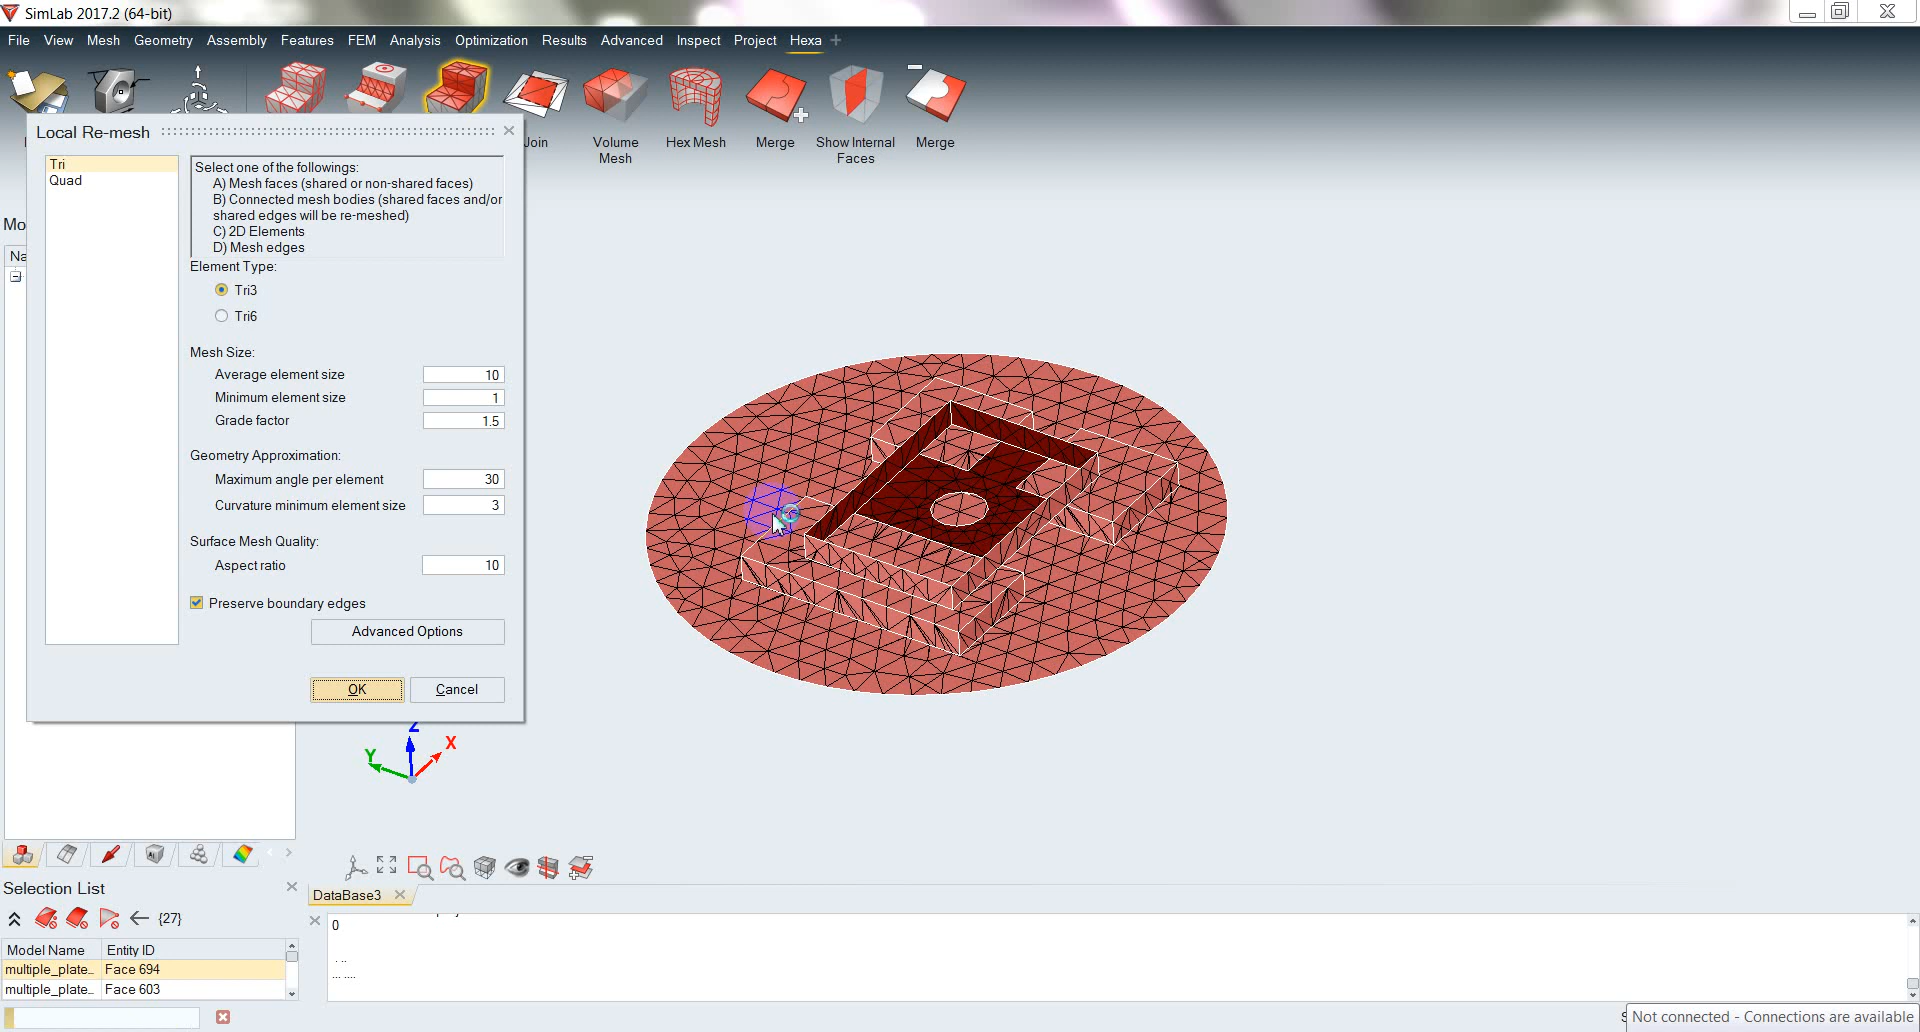 SimLab 2017.2 (64-bit)
File View Mesh Geometry Assembly Features FEM Analysis Optimization Results Advanced Inspect Project Hexa +
Join
Volume Mesh
Hex Mesh
Merge
Show Internal Faces
Merge
Local Re-mesh
Tri
Quad
Select one of the followings:
A) Mesh faces (shared or non-shared faces)
B) Connected mesh bodies (shared faces and/or
shared edges will be re-meshed)
C) 2D Elements
D) Mesh edges
Element Type:
Tri3
Tri6
Mesh Size:
Average element size 10
Minimum element size 1
Grade factor 1.5
Geometry Approximation:
Maximum angle per element 30
Curvature minimum element size 3
Surface Mesh Quality:
Aspect ratio 10
Preserve boundary edges
Advanced Options
OK Cancel
Mo
Na
Z
X
Y
Selection List
{27}
Model Name Entity ID
multiple_plate... Face 694
multiple_plate... Face 603
DataBase3
0
Not connected - Connections are available